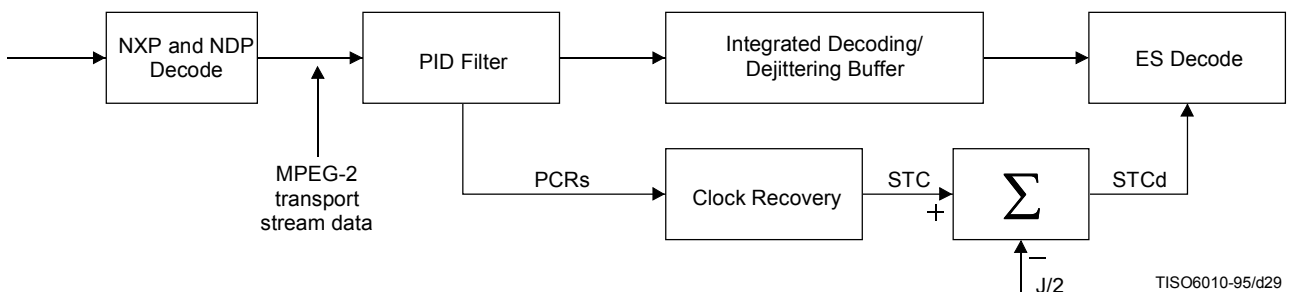 NXP and NDP
Decode
PID Filter
Integrated Decoding/
Dejittering Buffer
ES Decode
MPEG-2
transport
stream data
PCRs
Clock Recovery
STC
+
Σ
STCd
−
J/2
TISO6010-95/d29